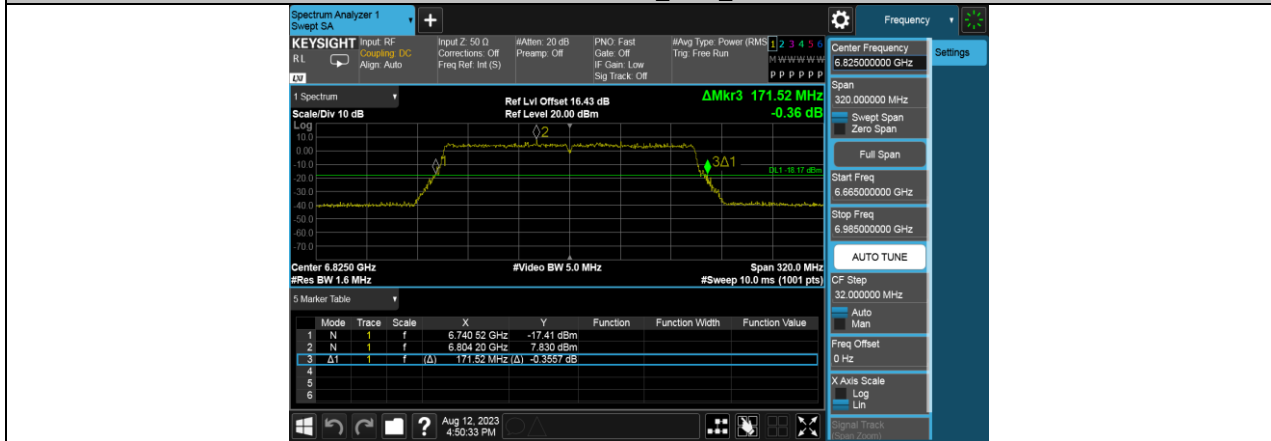 Spectrum Analyzer 1
Swept SA
+
Frequency
KEYSIGHT
RL
LXI
Input: RF
Coupling: DC
Align: Auto
Input Z: 50 Ω
Corrections: Off
Freq Ref: Int (S)
#Atten: 20 dB
Preamp: Off
PNO: Fast
Gate: Off
IF Gain: Low
Sig Track: Off
#Avg Type: Power (RMS
Trig: Free Run
1 2 3 4 5 6
M W W W W W
P P P P P P
1 Spectrum
Scale/Div 10 dB
Ref Lvl Offset 16.43 dB
Ref Level 20.00 dBm
ΔMkr3 171.52 MHz
-0.36 dB
Log
10.0
0.00
-10.0
-20.0
-30.0
-40.0
-50.0
-60.0
-70.0
1
2
3Δ1
DL1 -18.17 dBm
Center 6.8250 GHz
#Video BW 5.0 MHz
Span 320.0 MHz
#Res BW 1.6 MHz
#Sweep 10.0 ms (1001 pts)
5 Marker Table
Mode Trace Scale X Y Function Function Width Function Value
1 N 1 f 6.740 52 GHz -17.41 dBm
2 N 1 f 6.804 20 GHz 7.830 dBm
3 Δ1 1 f (Δ) 171.52 MHz (Δ) -0.3557 dB
4
5
6
Aug 12, 2023
4:50:33 PM
Center Frequency
6.825000000 GHz
Settings
Span
320.000000 MHz
Swept Span
Zero Span
Full Span
Start Freq
6.665000000 GHz
Stop Freq
6.985000000 GHz
AUTO TUNE
CF Step
32.000000 MHz
Auto
Man
Freq Offset
0 Hz
X Axis Scale
Log
Lin
Signal Track
(Span Zoom)